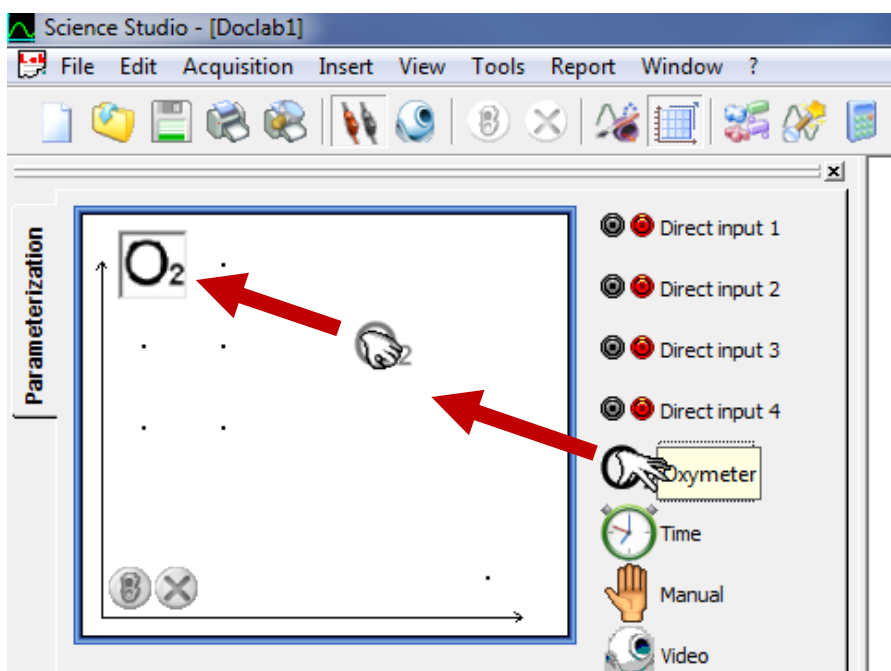 Science Studio - [Doclab1]
File Edit Acquisition Insert View Tools Report Window ?
Parameterization
O2
2
Direct input 1
Direct input 2
Direct input 3
Direct input 4
Oxymeter
Time
Manual
Video